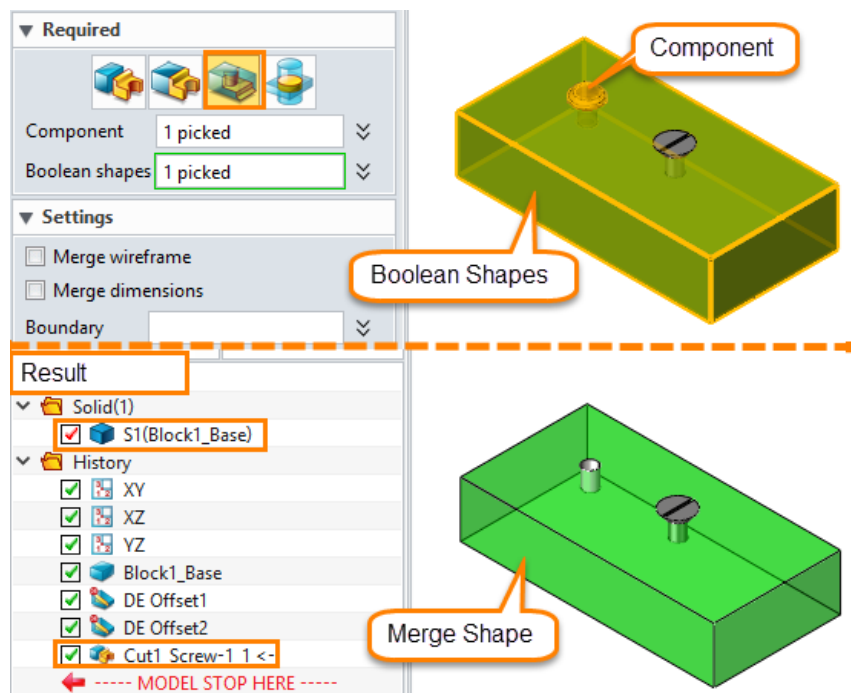 Required
Component 1 picked
Boolean shapes 1 picked
Settings
Merge wireframe
Merge dimensions
Boundary
Component
Boolean Shapes
Result
Solid(1)
S1(Block1_Base)
History
XY
XZ
YZ
Block1_Base
DE Offset1
DE Offset2
Cut1_Screw-1_1 <-
----- MODEL STOP HERE -----
Merge Shape